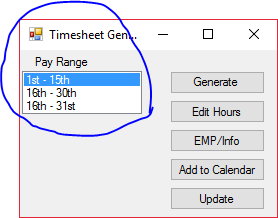 Timesheet Gen...
Pay Range
1st - 15th
16th - 30th
16th - 31st
Generate
Edit Hours
EMP/Info
Add to Calendar
Update